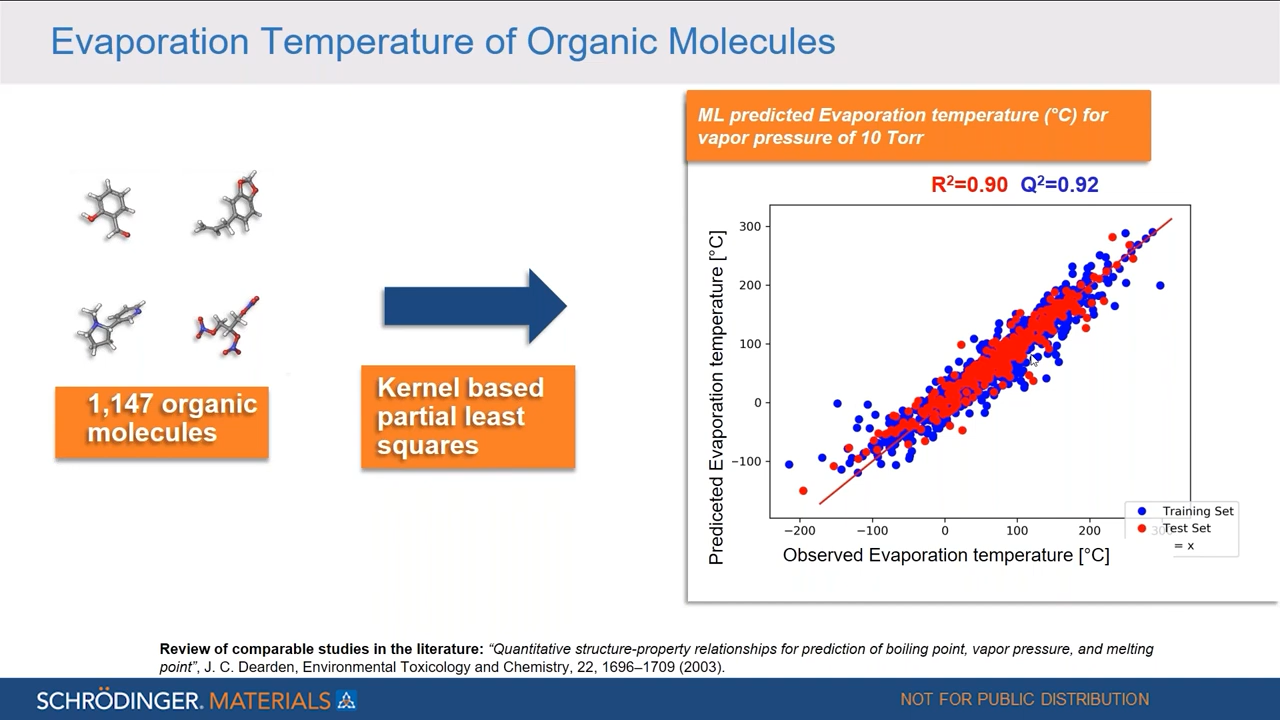 Evaporation Temperature of Organic Molecules
ML predicted Evaporation temperature (°C) for
vapor pressure of 10 Torr
R²=0.90 Q²=0.92
1,147 organic
molecules
Kernel based
partial least
squares
Prediceted Evaporation temperature [°C]
300
200
100
0
−100
−200
−100
0
100
200
300
Observed Evaporation temperature [°C]
Training Set
Test Set
= x
Review of comparable studies in the literature: “Quantitative structure-property relationships for prediction of boiling point, vapor pressure, and melting
point”, J. C. Dearden, Environmental Toxicology and Chemistry, 22, 1696–1709 (2003).
SCHRÖDINGER. MATERIALS
NOT FOR PUBLIC DISTRIBUTION